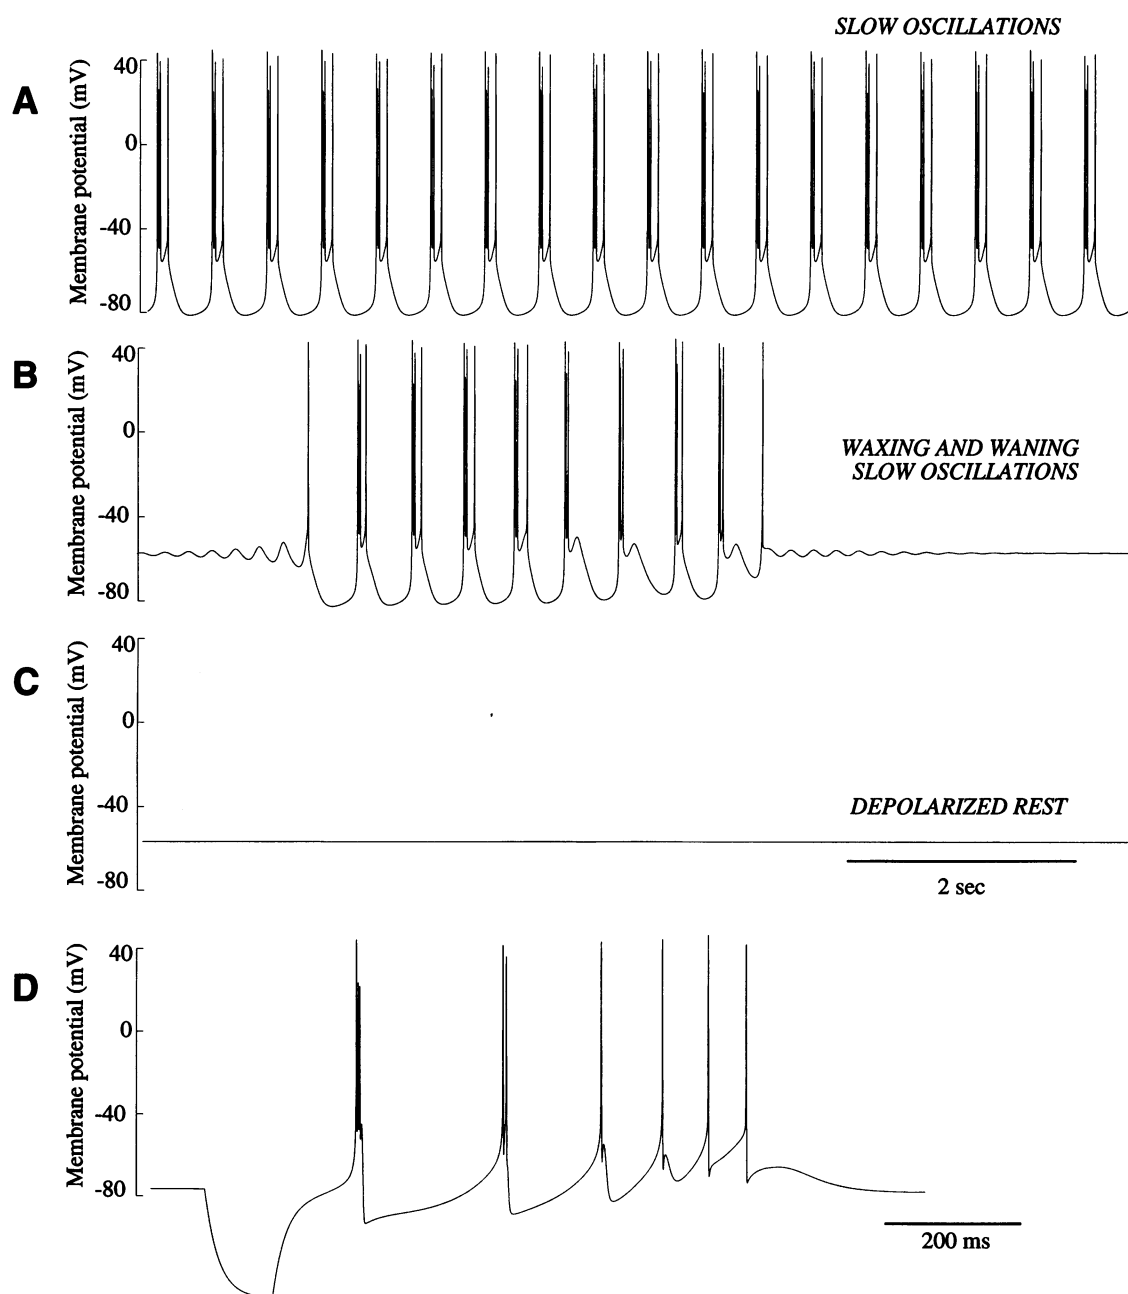 SLOW OSCILLATIONS
A
Membrane potential (mV)
40
0
-40
-80
B
Membrane potential (mV)
40
0
-40
-80
WAXING AND WANING
SLOW OSCILLATIONS
C
Membrane potential (mV)
40
0
-40
-80
DEPOLARIZED REST
2 sec
D
Membrane potential (mV)
40
0
-40
-80
200 ms